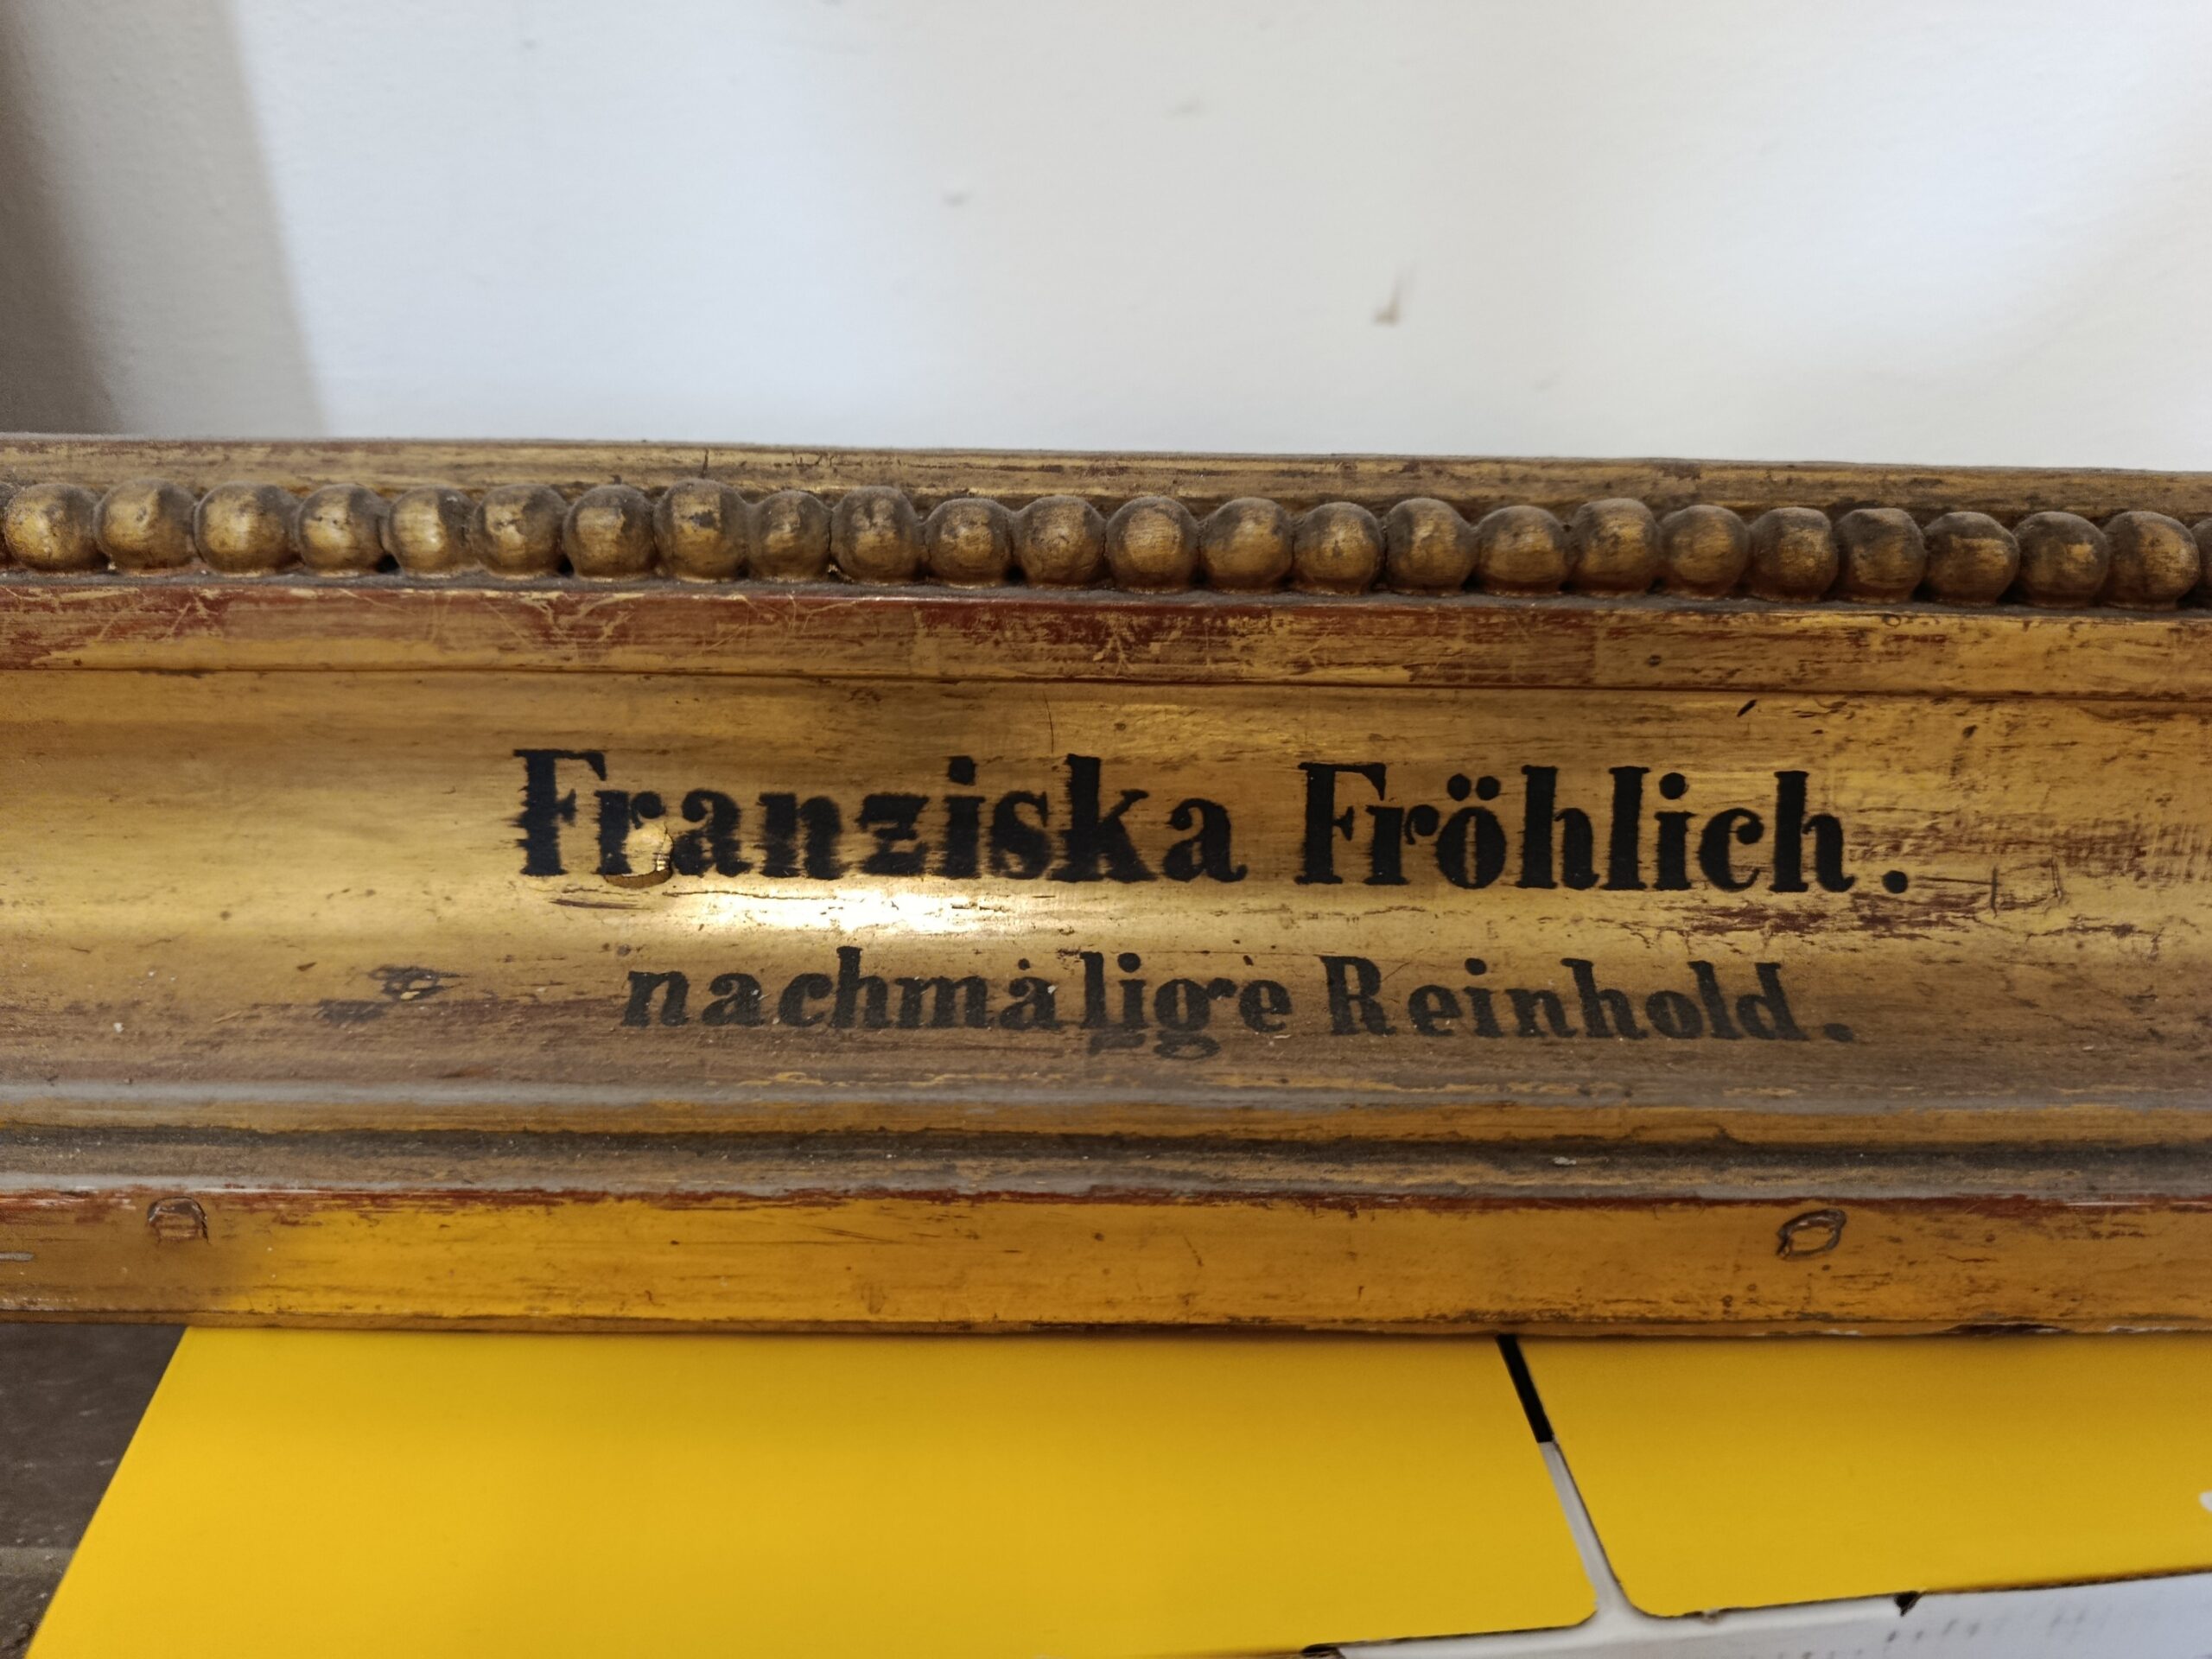 Franziska Fröhlich.
nachmalige Reinhold.